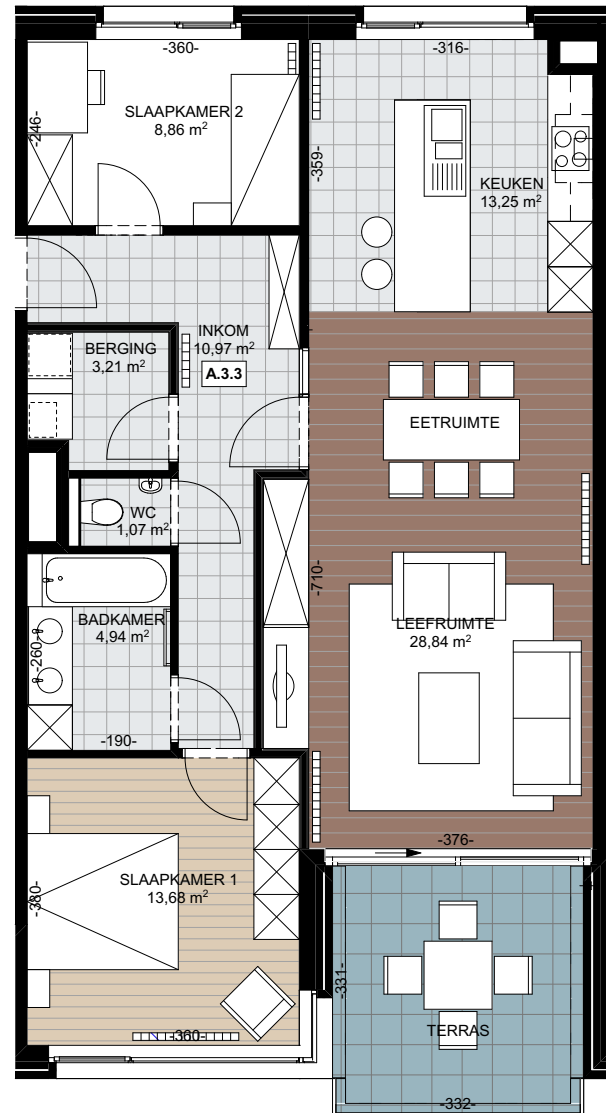 -360-
-316-
SLAAPKAMER 2
8,86 m²
-246-
-359-
KEUKEN
13,25 m²
INKOM
10,97 m²
A.3.3
BERGING
3,21 m²
EETRUIMTE
WC
1,07 m²
-710-
BADKAMER
4,94 m²
-260-
-190-
LEEFRUIMTE
28,84 m²
-376-
SLAAPKAMER 1
13,68 m²
-380-
-331-
-360-
TERRAS
-332-